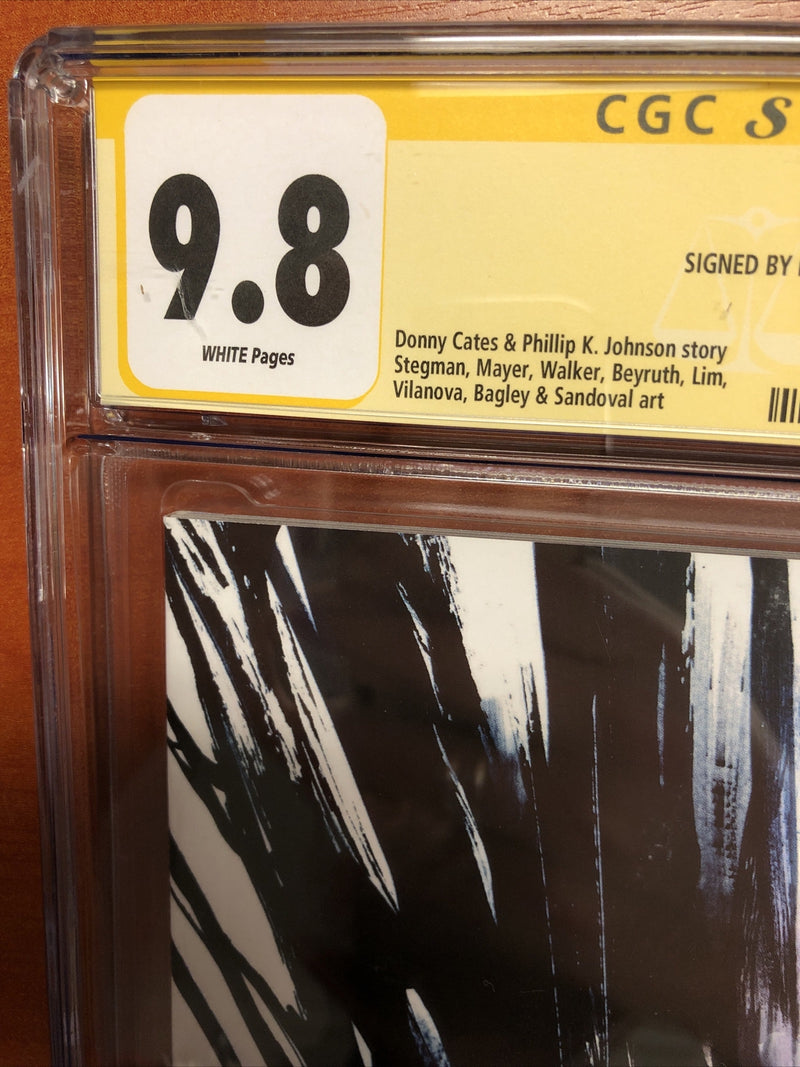 CGC S
9.8
WHITE Pages
SIGNED BY
Donny Cates & Phillip K. Johnson story
Stegman, Mayer, Walker, Beyruth, Lim,
Vilanova, Bagley & Sandoval art